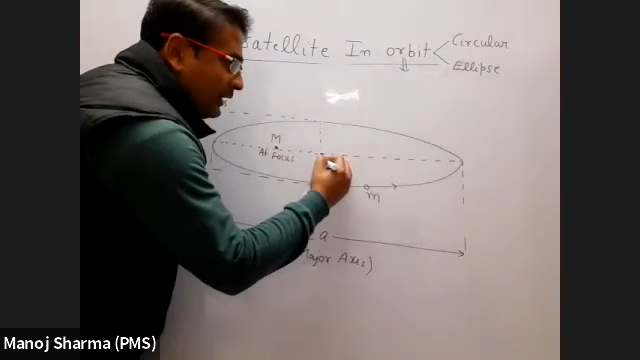 Satellite In orbit
Circular
Ellipse
M
At Focus
m
a
Major Axis)
Manoj Sharma (PMS)